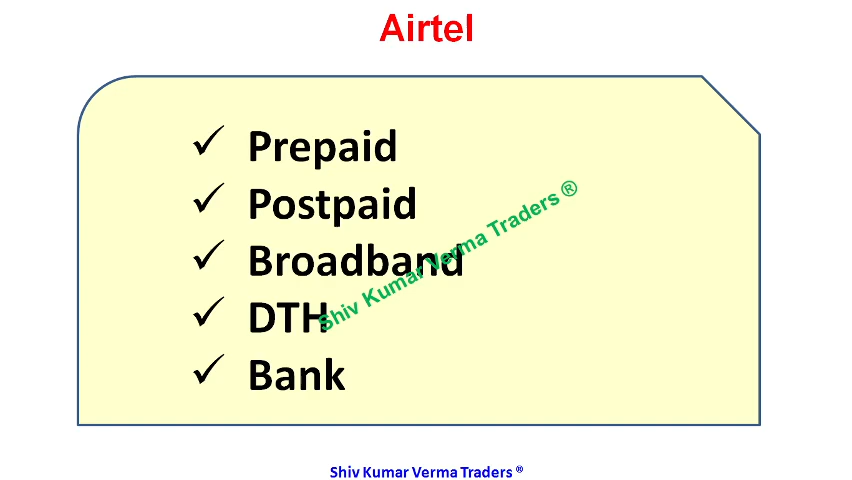 Airtel
✓ Prepaid
✓ Postpaid
✓ Broadband
✓ DTH
✓ Bank
Shiv Kumar Verma Traders ®
Shiv Kumar Verma Traders ®